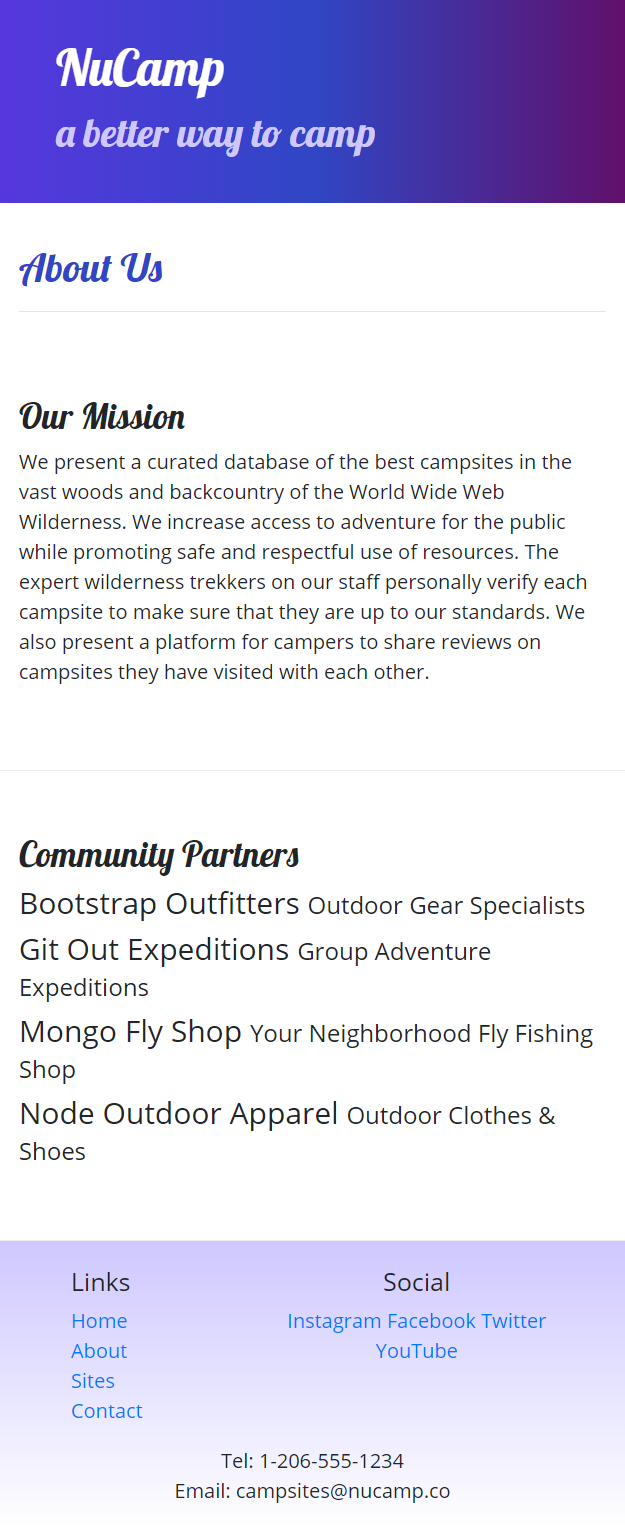 NuCamp
a better way to camp
About Us
Our Mission
We present a curated database of the best campsites in the
vast woods and backcountry of the World Wide Web
Wilderness. We increase access to adventure for the public
while promoting safe and respectful use of resources. The
expert wilderness trekkers on our staff personally verify each
campsite to make sure that they are up to our standards. We
also present a platform for campers to share reviews on
campsites they have visited with each other.
Community Partners
Bootstrap Outfitters Outdoor Gear Specialists
Git Out Expeditions Group Adventure
Expeditions
Mongo Fly Shop Your Neighborhood Fly Fishing
Shop
Node Outdoor Apparel Outdoor Clothes &
Shoes
Links
Home
About
Sites
Contact
Social
Instagram Facebook Twitter
YouTube
Tel: 1-206-555-1234
Email: campsites@nucamp.co